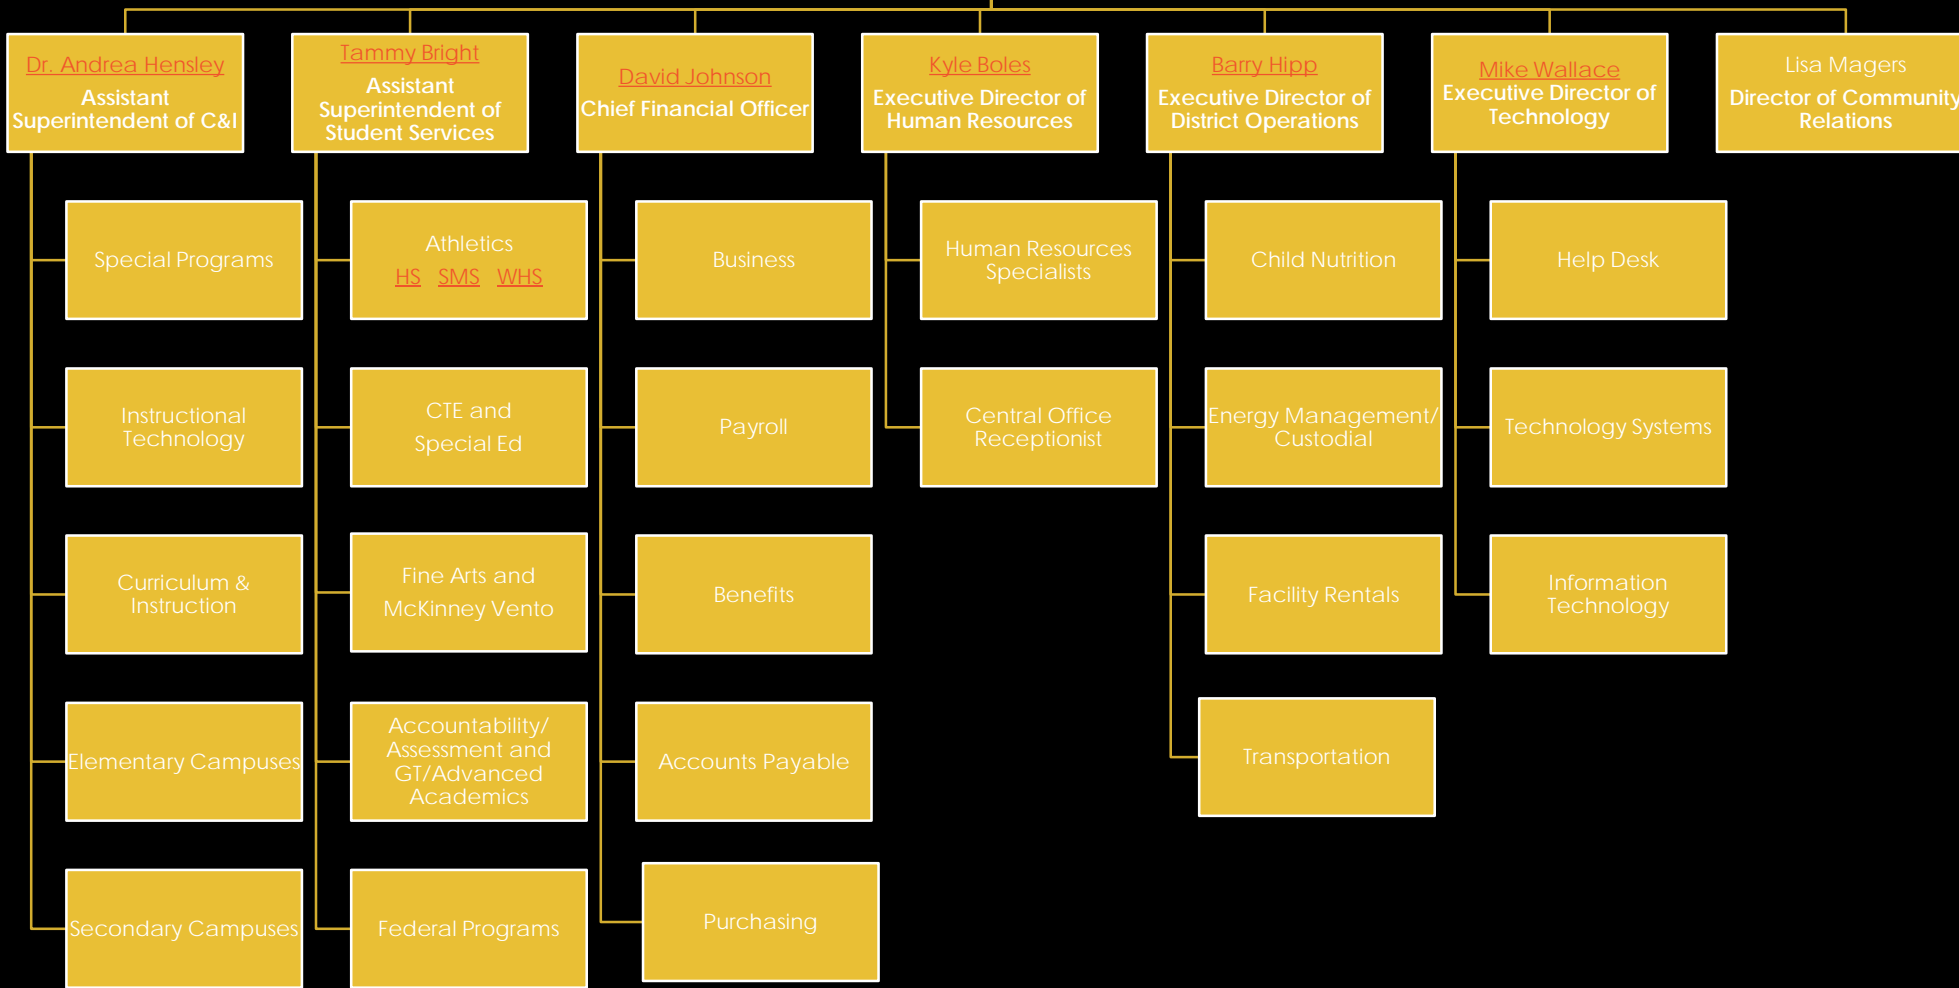 Dr. Andrea Hensley
Assistant
Superintendent of C&I
Tammy Bright
Assistant
Superintendent of
Student Services
David Johnson
Chief Financial Officer
Kyle Boles
Executive Director of
Human Resources
Barry Hipp
Executive Director of
District Operations
Mike Wallace
Executive Director of
Technology
Lisa Magers
Director of Community
Relations
Special Programs
Instructional
Technology
Curriculum &
Instruction
Elementary Campuses
Secondary Campuses
Athletics
HS SMS WHS
CTE and
Special Ed
Fine Arts and
McKinney Vento
Accountability/
Assessment and
GT/Advanced
Academics
Federal Programs
Business
Payroll
Benefits
Accounts Payable
Purchasing
Human Resources
Specialists
Central Office
Receptionist
Child Nutrition
Energy Management/
Custodial
Facility Rentals
Transportation
Help Desk
Technology Systems
Information
Technology